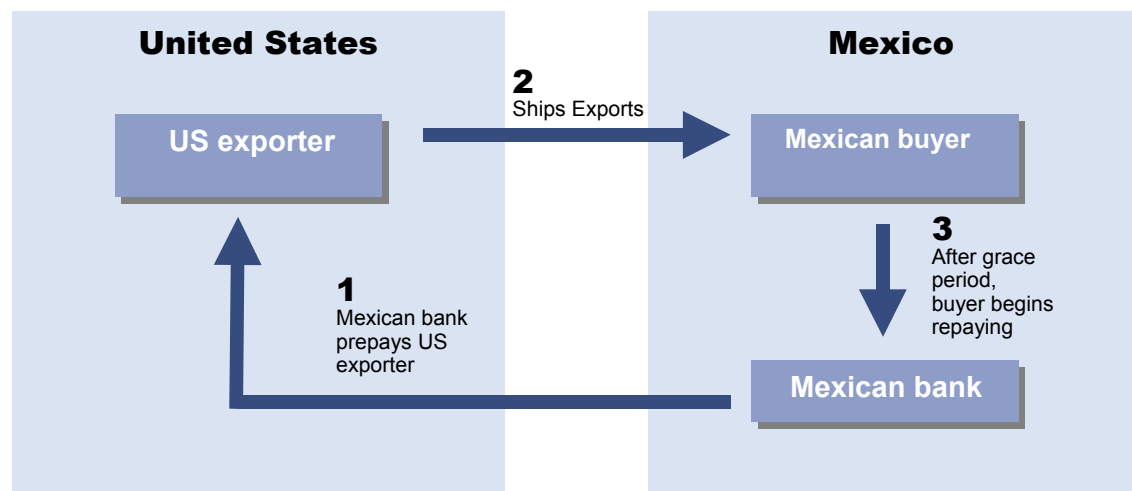 United States
Mexico
2
Ships Exports
US exporter
Mexican buyer
3
After grace
period,
buyer begins
repaying
1
Mexican bank
prepays US
exporter
Mexican bank